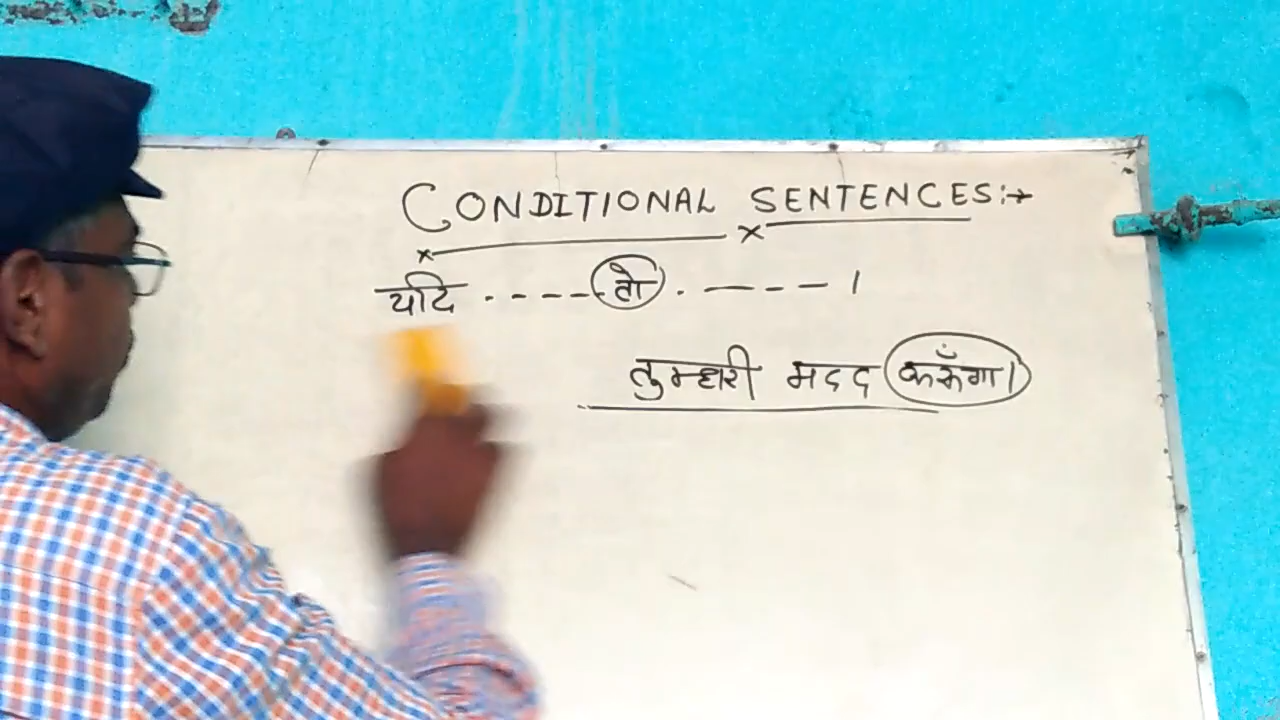 CONDITIONAL SENTENCES:→
यदि ----- तो . ---- ।
तुम्हारी मदद करूँगा।